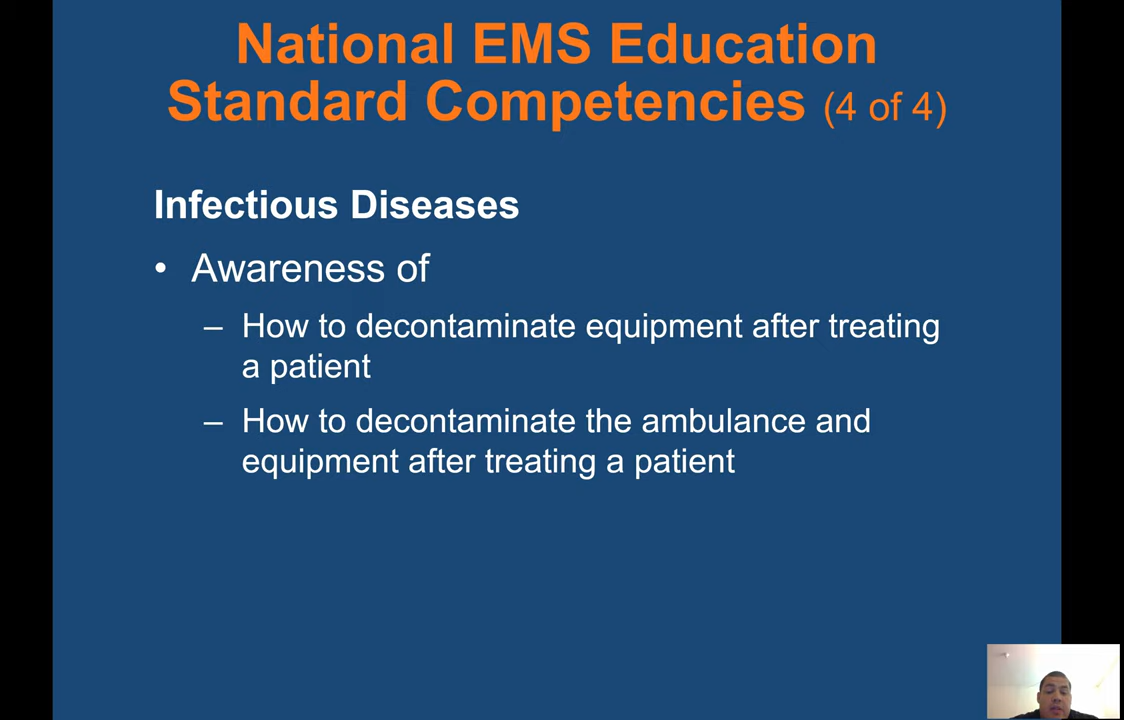 National EMS Education
Standard Competencies (4 of 4)
Infectious Diseases
• Awareness of
– How to decontaminate equipment after treating
a patient
– How to decontaminate the ambulance and
equipment after treating a patient